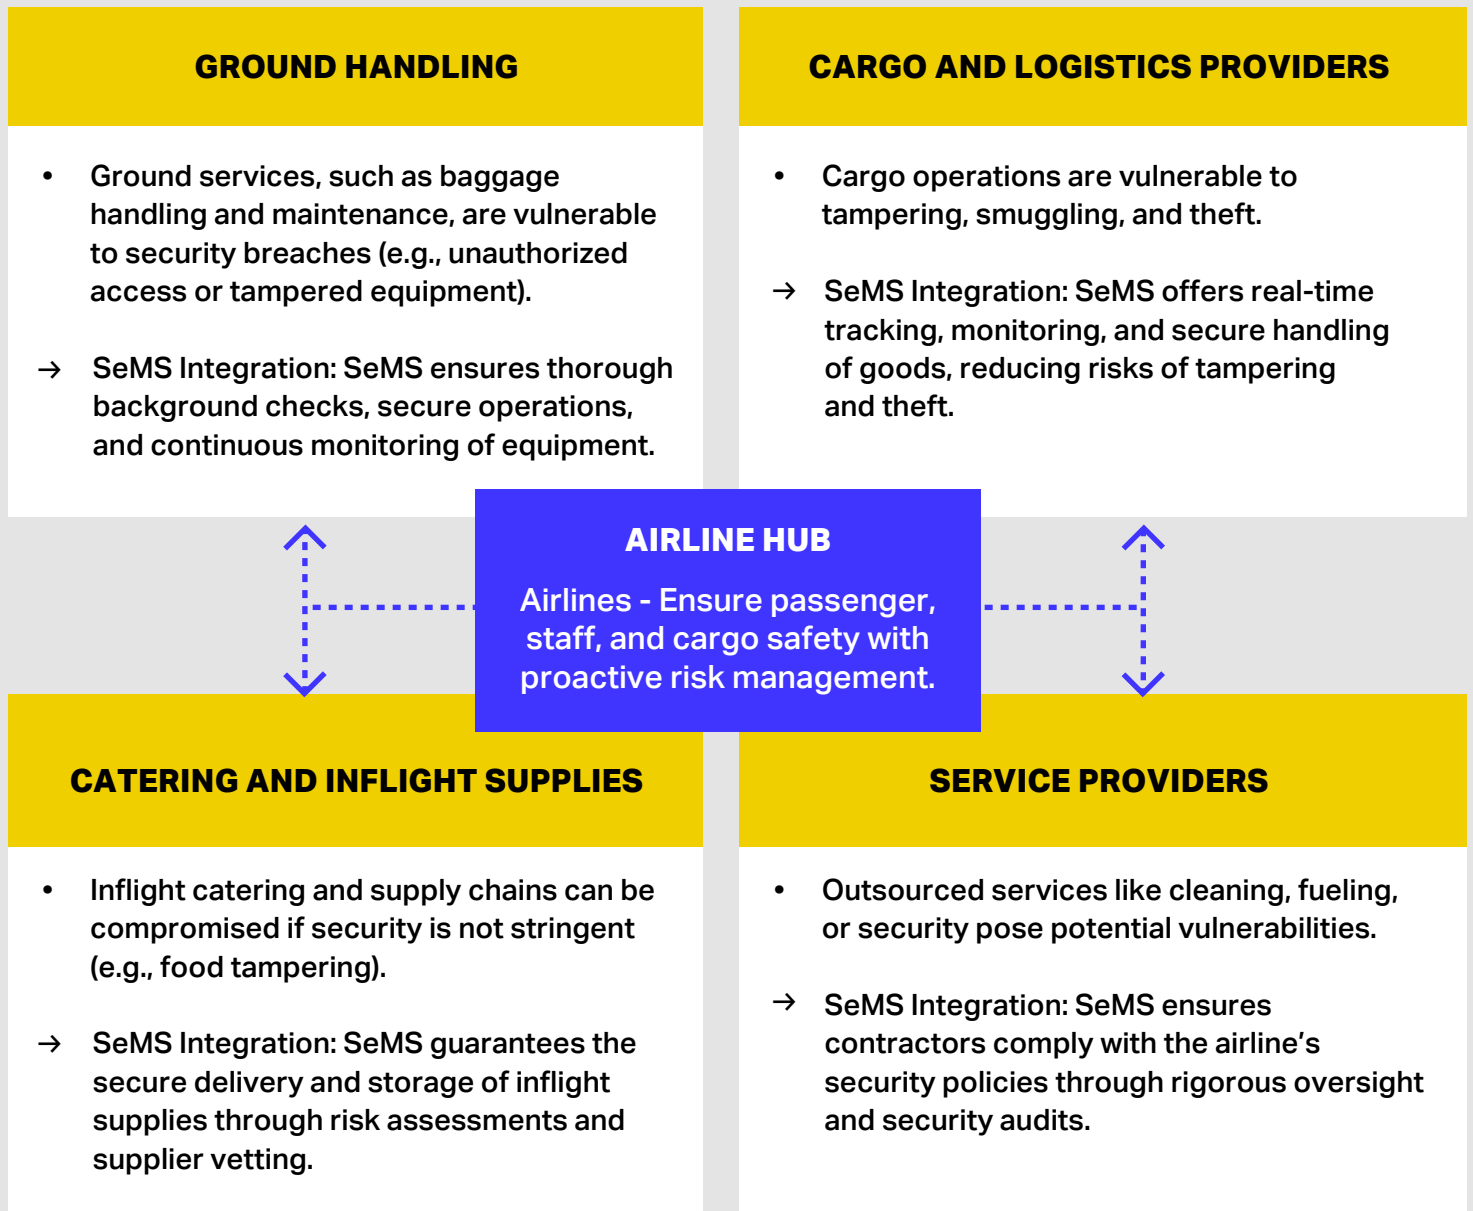 GROUND HANDLING
• Ground services, such as baggage
handling and maintenance, are vulnerable
to security breaches (e.g., unauthorized
access or tampered equipment).
→ SeMS Integration: SeMS ensures thorough
background checks, secure operations,
and continuous monitoring of equipment.
CARGO AND LOGISTICS PROVIDERS
• Cargo operations are vulnerable to
tampering, smuggling, and theft.
→ SeMS Integration: SeMS offers real-time
tracking, monitoring, and secure handling
of goods, reducing risks of tampering
and theft.
AIRLINE HUB
Airlines - Ensure passenger,
staff, and cargo safety with
proactive risk management.
CATERING AND INFLIGHT SUPPLIES
• Inflight catering and supply chains can be
compromised if security is not stringent
(e.g., food tampering).
→ SeMS Integration: SeMS guarantees the
secure delivery and storage of inflight
supplies through risk assessments and
supplier vetting.
SERVICE PROVIDERS
• Outsourced services like cleaning, fueling,
or security pose potential vulnerabilities.
→ SeMS Integration: SeMS ensures
contractors comply with the airline’s
security policies through rigorous oversight
and security audits.